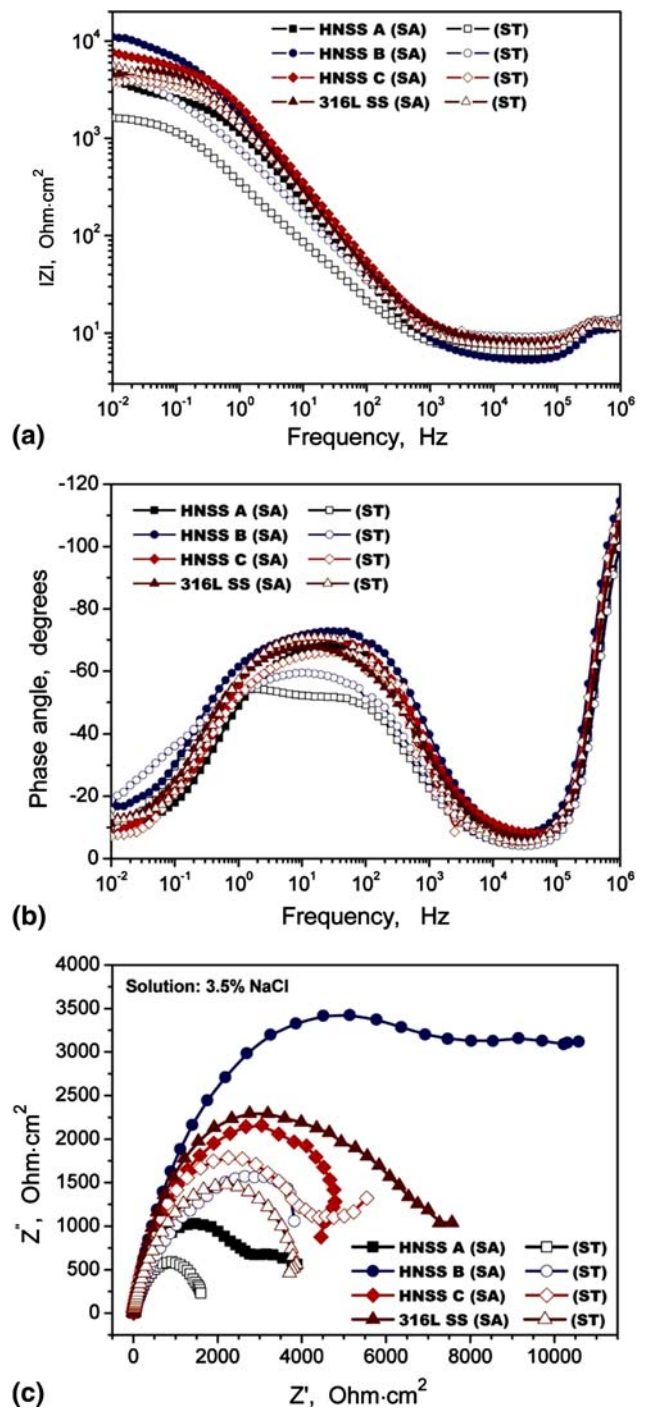 10^4
10^3
10^2
10^1
IZI, Ohm·cm^2
HNSS A (SA) (ST)
HNSS B (SA) (ST)
HNSS C (SA) (ST)
316L SS (SA) (ST)
10^-2 10^-1 10^0 10^1 10^2 10^3 10^4 10^5 10^6
(a) Frequency, Hz
-120
-100
-80
-60
-40
-20
0
Phase angle, degrees
HNSS A (SA) (ST)
HNSS B (SA) (ST)
HNSS C (SA) (ST)
316L SS (SA) (ST)
10^-2 10^-1 10^0 10^1 10^2 10^3 10^4 10^5 10^6
(b) Frequency, Hz
4000
3500
3000
2500
2000
1500
1000
500
0
Z", Ohm·cm^2
Solution: 3.5% NaCl
HNSS A (SA) (ST)
HNSS B (SA) (ST)
HNSS C (SA) (ST)
316L SS (SA) (ST)
0 2000 4000 6000 8000 10000
(c) Z', Ohm·cm^2